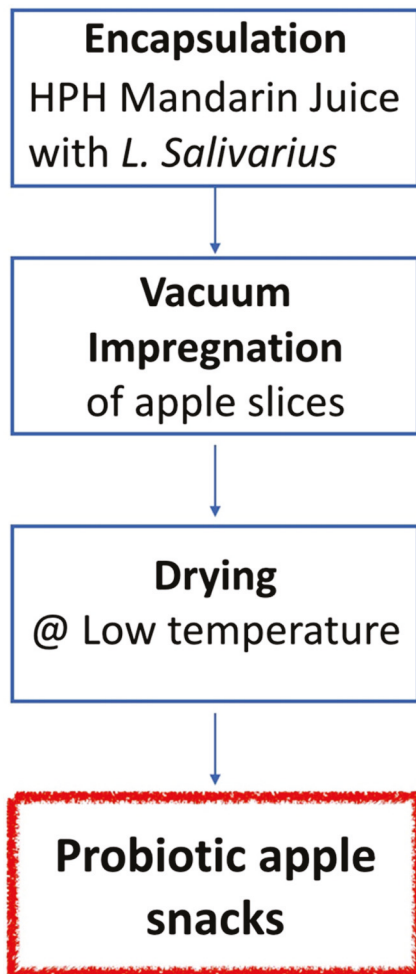 Encapsulation
HPH Mandarin Juice
with L. Salivarius
Vacuum
Impregnation
of apple slices
Drying
@ Low temperature
Probiotic apple
snacks